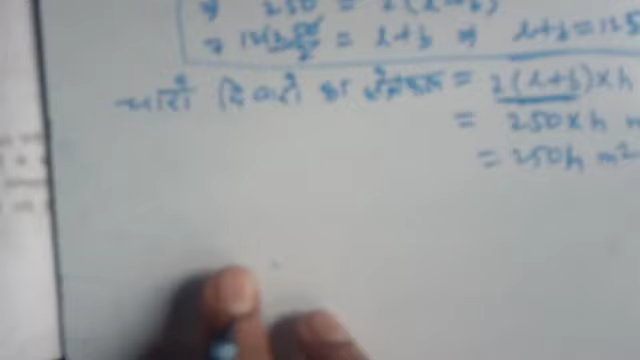 ⇒ 250 = 2(l+b)
⇒ = l+b ⇒ l+b = 125
चारों दिवारों का क्षेत्रफल = 2(l+b)×h
= 250×h m
= 250h m²